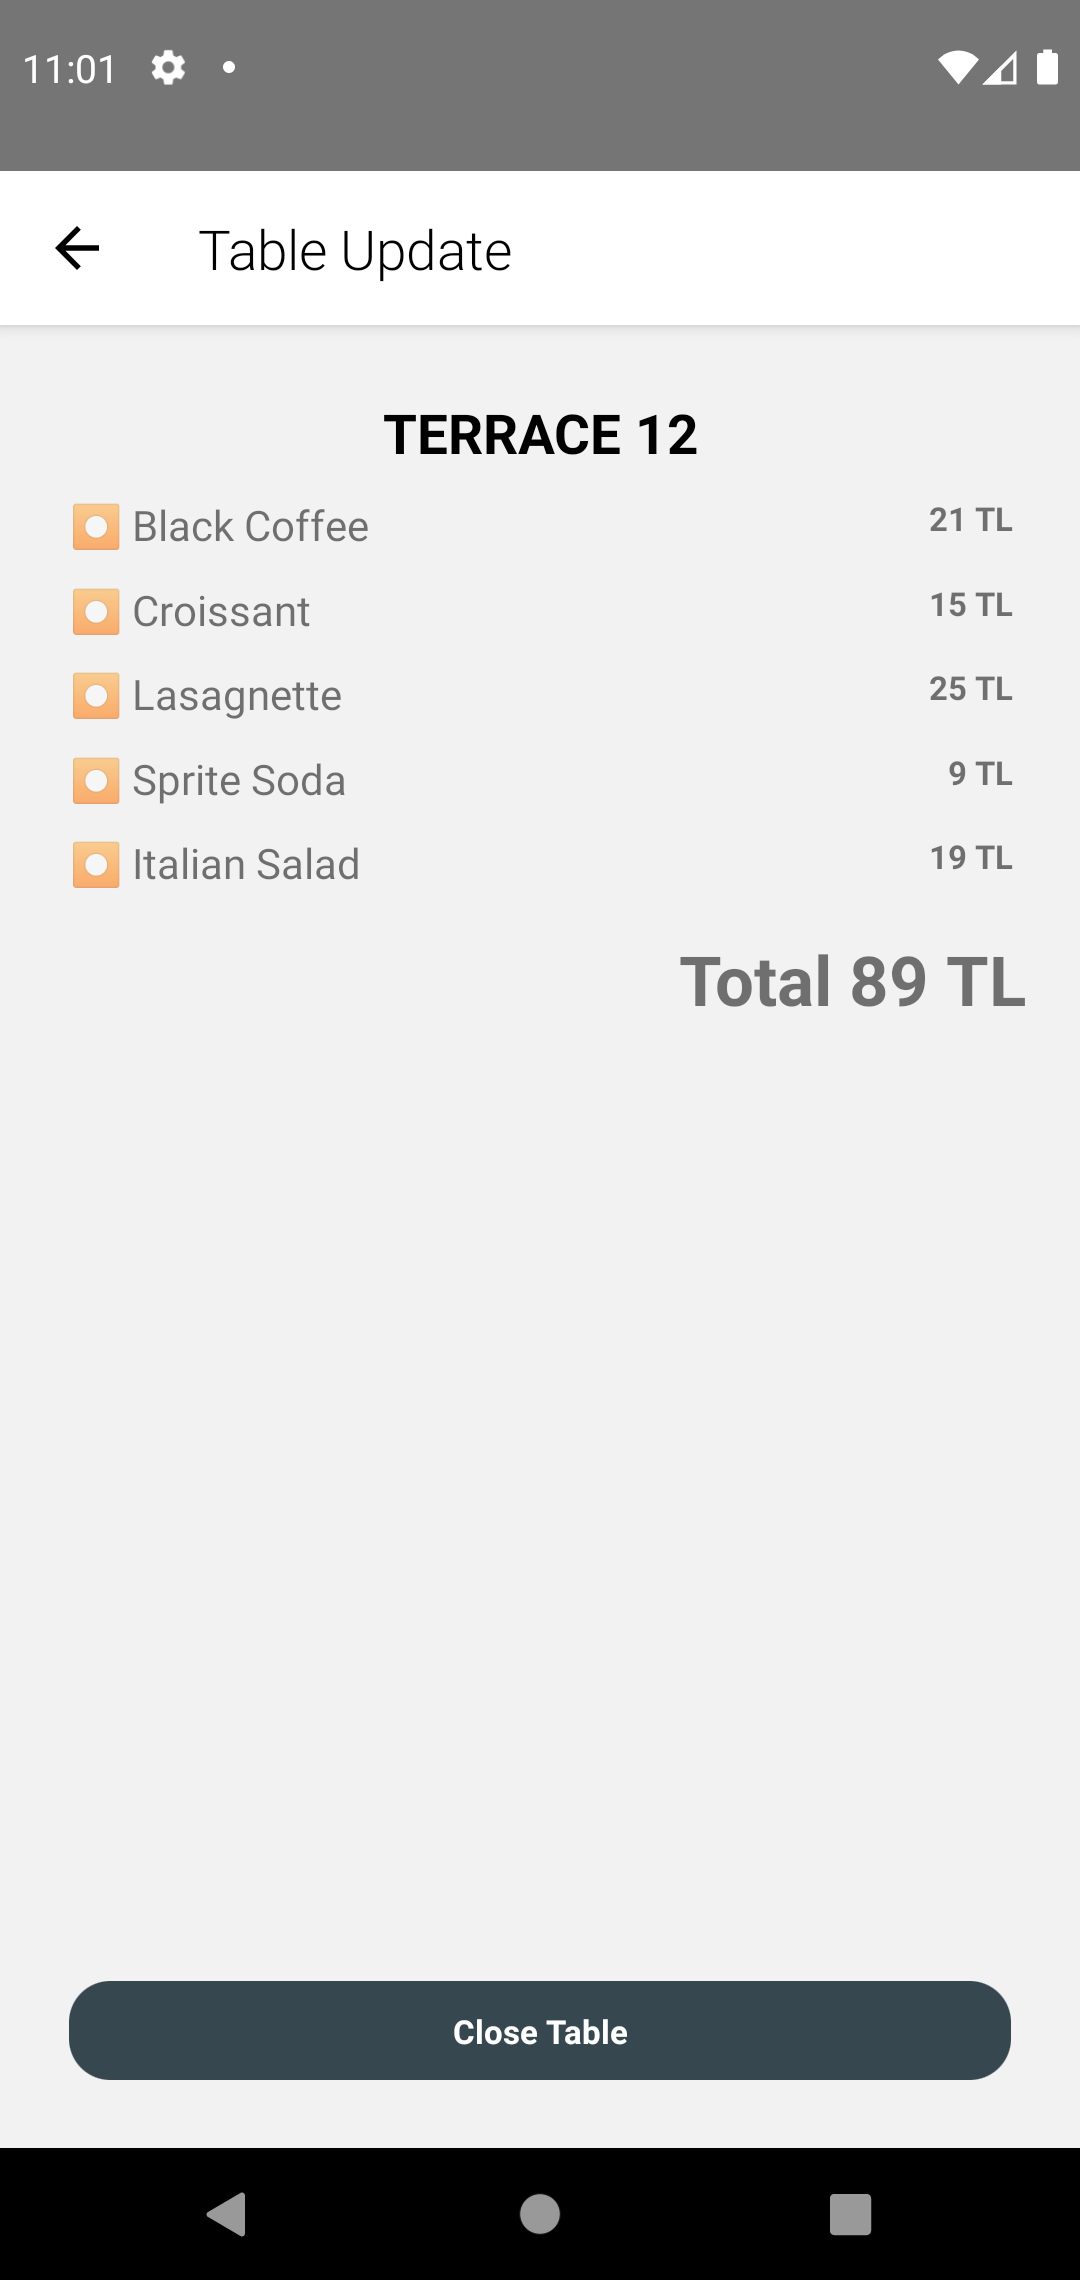 11:01
Table Update
TERRACE 12
Black Coffee 21 TL
Croissant 15 TL
Lasagnette 25 TL
Sprite Soda 9 TL
Italian Salad 19 TL
Total 89 TL
Close Table